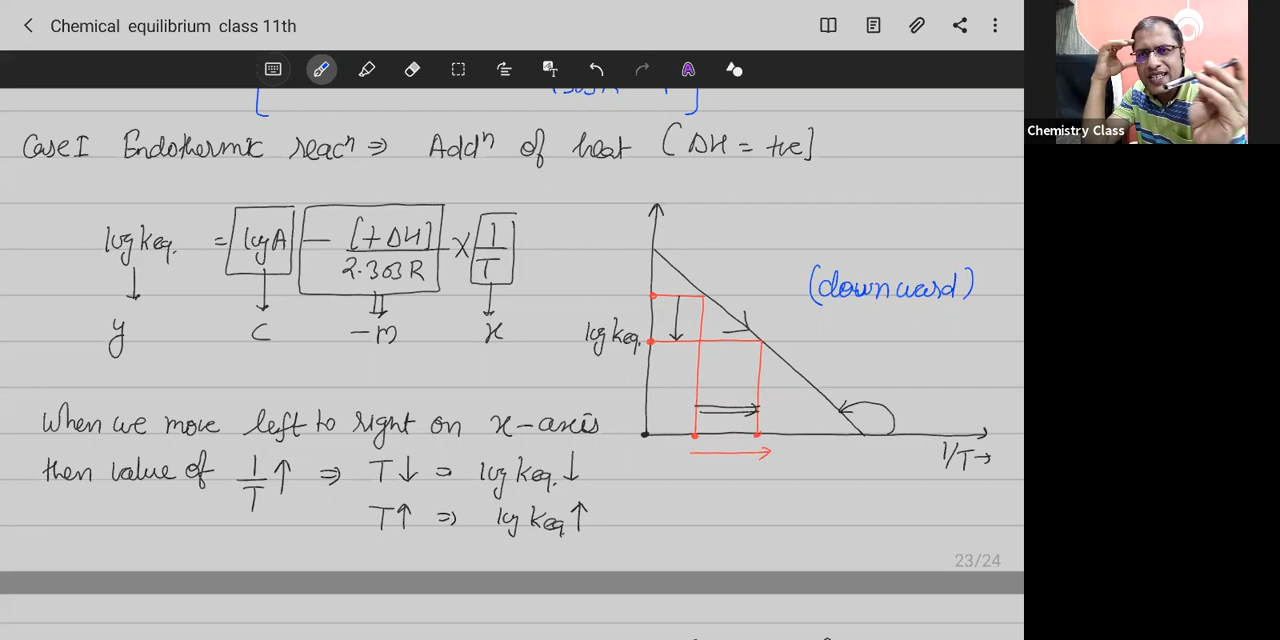 Chemical equilibrium class 11th
Chemistry Class
Case I Endothermic reacⁿ ⇒ Addⁿ of heat (ΔH = +ve]
log keq. = log A − [+ΔH] / 2.303R × 1/T
y C −m x
(downward)
log keq.
When we move left to right on x-axis
then value of 1/T ↑ ⇒ T↓ = log keq. ↓
1/T →
T↑ ⇒ log keq ↑
23/24